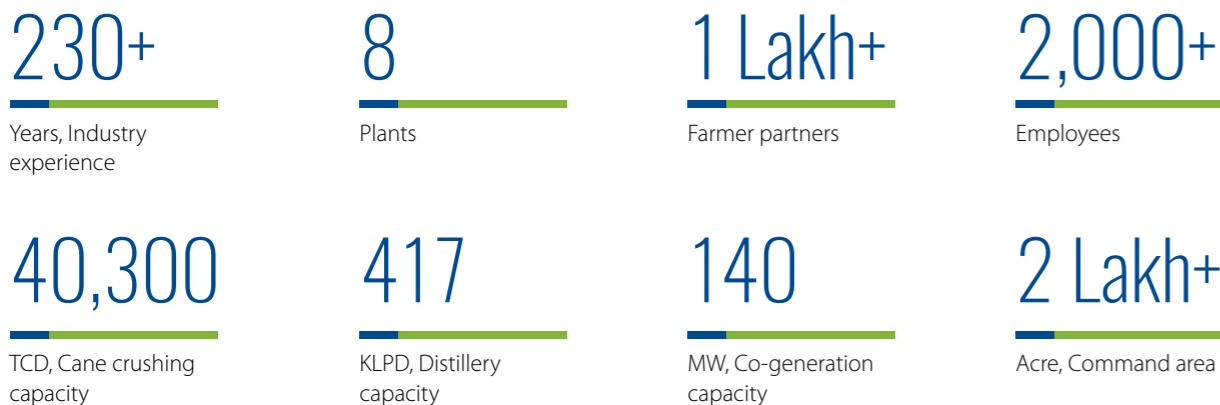 230+
Years, Industry
experience
8
Plants
1 Lakh+
Farmer partners
2,000+
Employees
40,300
TCD, Cane crushing
capacity
417
KLPD, Distillery
capacity
140
MW, Co-generation
capacity
2 Lakh+
Acre, Command area